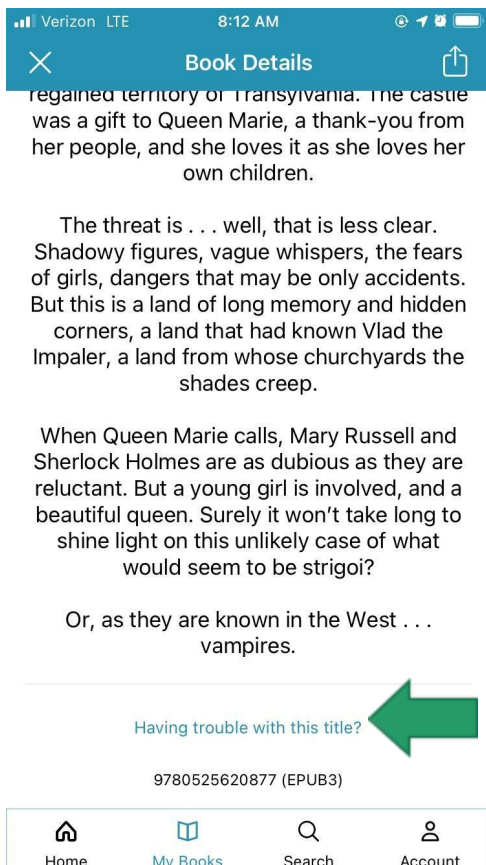 Verizon LTE 8:12 AM
Book Details
regained territory of Transylvania. The castle
was a gift to Queen Marie, a thank-you from
her people, and she loves it as she loves her
own children.
The threat is . . . well, that is less clear.
Shadowy figures, vague whispers, the fears
of girls, dangers that may be only accidents.
But this is a land of long memory and hidden
corners, a land that had known Vlad the
Impaler, a land from whose churchyards the
shades creep.
When Queen Marie calls, Mary Russell and
Sherlock Holmes are as dubious as they are
reluctant. But a young girl is involved, and a
beautiful queen. Surely it won’t take long to
shine light on this unlikely case of what
would seem to be strigoi?
Or, as they are known in the West . . .
vampires.
Having trouble with this title?
9780525620877 (EPUB3)
Home My Books Search Account